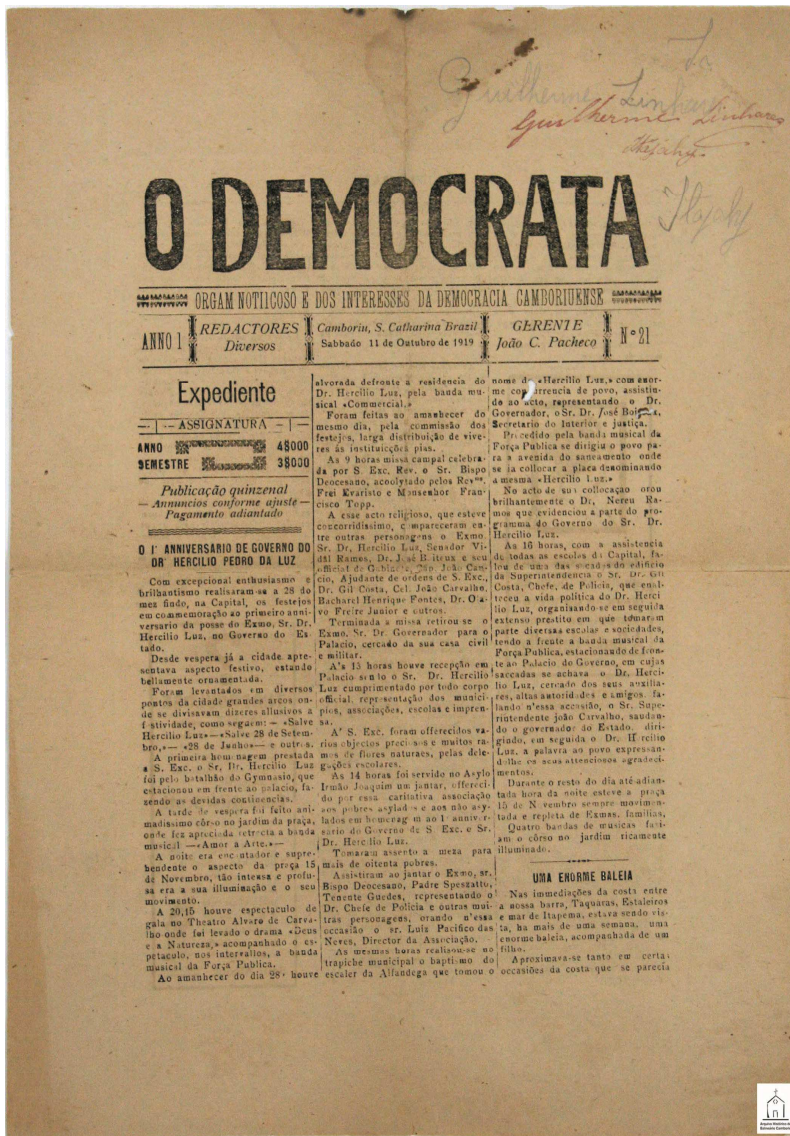 Guilherme Linhares
Guilherme Linhares
Itajahy
Itajahy
O DEMOCRATA
ORGAM NOTIICOSO E DOS INTERESSES DA DEMOCRACIA CAMBORIUENSE
ANNO I
REDACTORES
Diversos
Camboriu, S. Catharina Brazil
Sabbado 11 de Outubro de 1919
GERENTE
João C. Pacheco
Nº 21
Expediente
ASSIGNATURA
ANNO 4$000
SEMESTRE 3$000
Publicação quinzenal
— Annuncios conforme ajuste —
Pagamento adiantado
O 1º ANNIVERSARIO DE GOVERNO DO
DR HERCILIO PEDRO DA LUZ
Com excepcional enthusiasmo e
brilhantismo realisaram-se a 28 do
mez findo, na Capital, os festejos
em commemoração ao primeiro anni-
versario da posse do Exmo, Sr. Dr.
Hercilio Luz, no Governo do Es-
tado.
Desde vespera já a cidade apre-
sentava aspecto festivo, estando
bellamente ornamentada.
Foram levantados em diversos
pontos da cidade grandes arcos on-
de se divisavam dizeres allusivos a
f stividade, como seguem: — «Salve
Hercilio Luz» — «Salve 28 de Setem-
bro,»— «28 de Junho»— e outros.
A primeira homenagem prestada
a S. Exc. o Sr, Dr, Hercilio Luz
foi pelo batalhão do Gymnasio, que
estacionou em frente ao palacio, fa-
zendo as devidas continencias.
A tarde de vespera foi feito ani-
madissimo côrso no jardim da praça,
onde fez apreciada retrecta a banda
musical —«Amor a Arte.»—
A noite era encantador e supre-
hendente o aspecto da praça 15
de Novembro, tão intensa e profu-
sa era a sua illuminação e o seu
movimento.
A 20,15 houve espectaculo de
gala no Theatro Alvaro de Carva-
lho onde foi levado o drama «Deus
e a Natureza,» acompanhado o es-
petaculo, nos intervallos, a banda
musical da Força Publica.
Ao amanhecer do dia 28 houve
alvorada defronte a residencia do
Dr. Hercilio Luz, pela banda mu-
sical «Commercial.»
Foram feitas ao amanhecer do
mesmo dia, pela commissão dos
festejos, larga distribuição de vive-
res ás instituicções pias.
As 9 horas missa campal celebra-
da por S. Exc. Rev. o Sr. Bispo
Deocesano, acoolytado pelos Revmos.
Frei Evaristo e Monsenhor Fran-
cisco Topp.
A esse acto religioso, que esteve
concorridissimo, compareceram en-
tre outras personagens o Exmo.
Sr. Dr, Hercilio Luz, Senador Vi-
dal Ramos, Dr. José Boiteux e seu
official de Gabinete, Cap. João Can-
cio, Ajudante de ordens de S. Exc.,
Dr. Gil Costa, Cel. João Carvalho,
Bacharel Henrique Fontes, Dr. Ola-
vo Freire Junior e outros.
Terminada a missa retirou se o
Exmo. Sr, Dr. Governador para o
Palacio, cercado da sua casa civil
e militar.
A's 13 horas houve recepção em
Palacio sendo o Sr, Dr. Hercilio
Luz cumprimentado por todo corpo
official, representação dos munici-
pios, associações, escolas e impren-
sa.
A' S. Exc. foram offerecidos va-
rios objectos preciosos e muitos ra-
mos de flores naturaes, pelas dele-
gações escolares.
As 14 horas foi servido no Asylo
Irmão Joaquim um jantar, offereci-
do por essa caritativa associação
aos pobres asylados e aos não asy-
lados em homenagem ao 1º anniver-
sario do Governo de S Exc. e Sr.
Dr. Hercilio Luz.
Tomaram assento a meza para
mais de oitenta pobres.
Assistiram ao jantar o Exmo, sr.
Bispo Deocesano, Padre Speszatto,
Tenente Guedes, representando o
Dr. Chefe de Policia e outras mui-
tras personagens, orando n'essa
occasião o sr. Luiz Pacifico das
Neves, Director da Associação.
As mesmas horas realisou-se no
trapiche municipal o baptismo do
escaler da Alfandega que tomou o
nome de «Hercilio Luz,» com enor-
me concurrencia de povo, assistin-
do ao acto, representando o Dr.
Governador, o Sr. Dr. José Boiteux,
Secretario do Interior e justiça.
Precedido pela banda musical da
Força Publica se dirigiu o povo pa-
ra a avenida do saneamento onde
se ia collocar a placa denominando
a mesma «Hercilio Luz.»
No acto de sua collocação orou
brilhantemente o Dr, Nereu Ra-
mos que evidenciou a parte do pro-
gramma do Governo do Sr. Dr.
Hercilio Luz.
As 16 horas, com a assistencia
de todas as escolas da Capital, fa-
lou de uma das saccadas do edificio
da Superintendencia o Sr. Dr. Gil
Costa, Chefe, de Policia, que enal-
teceu a vida politica do Dr. Herci
lio Luz, organisando-se em seguida
extenso prestito em que tomaram
parte diversas escolas e sociedades,
tendo a frente a banda musical da
Força Publica, estacionando de fron-
te ao Palacio do Governo, em cujas
saccadas se achava o Dr. Herci-
lio Luz, cercado dos seus auxilia-
res, altas autoridades e amigos, fa-
lando n'essa accasião, o Sr. Supe-
rintendente joão Carvalho, saudan-
do o governador do Estado, diri-
gindo, em seguida o Dr. Hercilio
Luz, a palavra ao povo expressan-
dolhe os seus attenciosos agradeci-
mentos.
Durante o resto do dia até adian-
tada hora da noite esteve a praça
15 de N vembro sempre movimen-
tada e repleta de Exmas, familias,
Quatro bandas de musicas fazi-
am o côrso no jardim ricamente
illuminado.
UMA ENORME BALEIA
Nas immediações da costa entre
a nossa barra, Taquaras, Estaleiros
e mar de Itapema, estava sendo vis-
ta, ha mais de uma semana, uma
enorme baleia, acompanhada de um
filho.
Aproximava-se tanto em certas
occasiões da costa que se parecia
Arquivo Histórico de
Balneário Camboriú